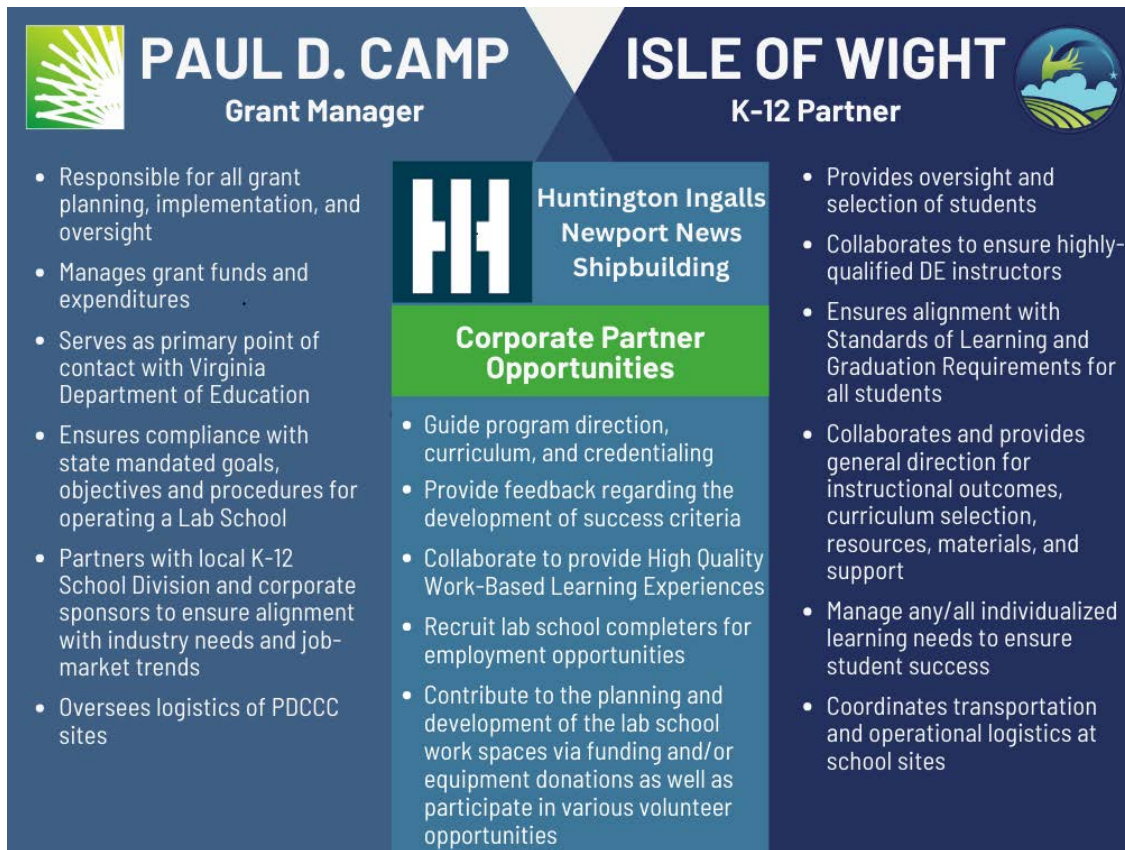 PAUL D. CAMP
Grant Manager
ISLE OF WIGHT
K-12 Partner
• Responsible for all grant
planning, implementation, and
oversight
• Manages grant funds and
expenditures
• Serves as primary point of
contact with Virginia
Department of Education
• Ensures compliance with
state mandated goals,
objectives and procedures for
operating a Lab School
• Partners with local K-12
School Division and corporate
sponsors to ensure alignment
with industry needs and job-
market trends
• Oversees logistics of PDCCC
sites
Huntington Ingalls
Newport News
Shipbuilding
Corporate Partner
Opportunities
• Guide program direction,
curriculum, and credentialing
• Provide feedback regarding the
development of success criteria
• Collaborate to provide High Quality
Work-Based Learning Experiences
• Recruit lab school completers for
employment opportunities
• Contribute to the planning and
development of the lab school
work spaces via funding and/or
equipment donations as well as
participate in various volunteer
opportunities
• Provides oversight and
selection of students
• Collaborates to ensure highly-
qualified DE instructors
• Ensures alignment with
Standards of Learning and
Graduation Requirements for
all students
• Collaborates and provides
general direction for
instructional outcomes,
curriculum selection,
resources, materials, and
support
• Manage any/all individualized
learning needs to ensure
student success
• Coordinates transportation
and operational logistics at
school sites